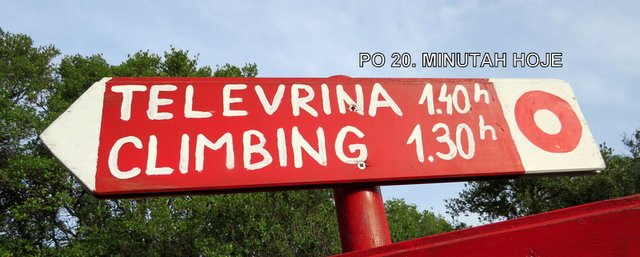 PO 20. MINUTAH HOJE
TELEVRINA 1.40 h
CLIMBING 1.30 h